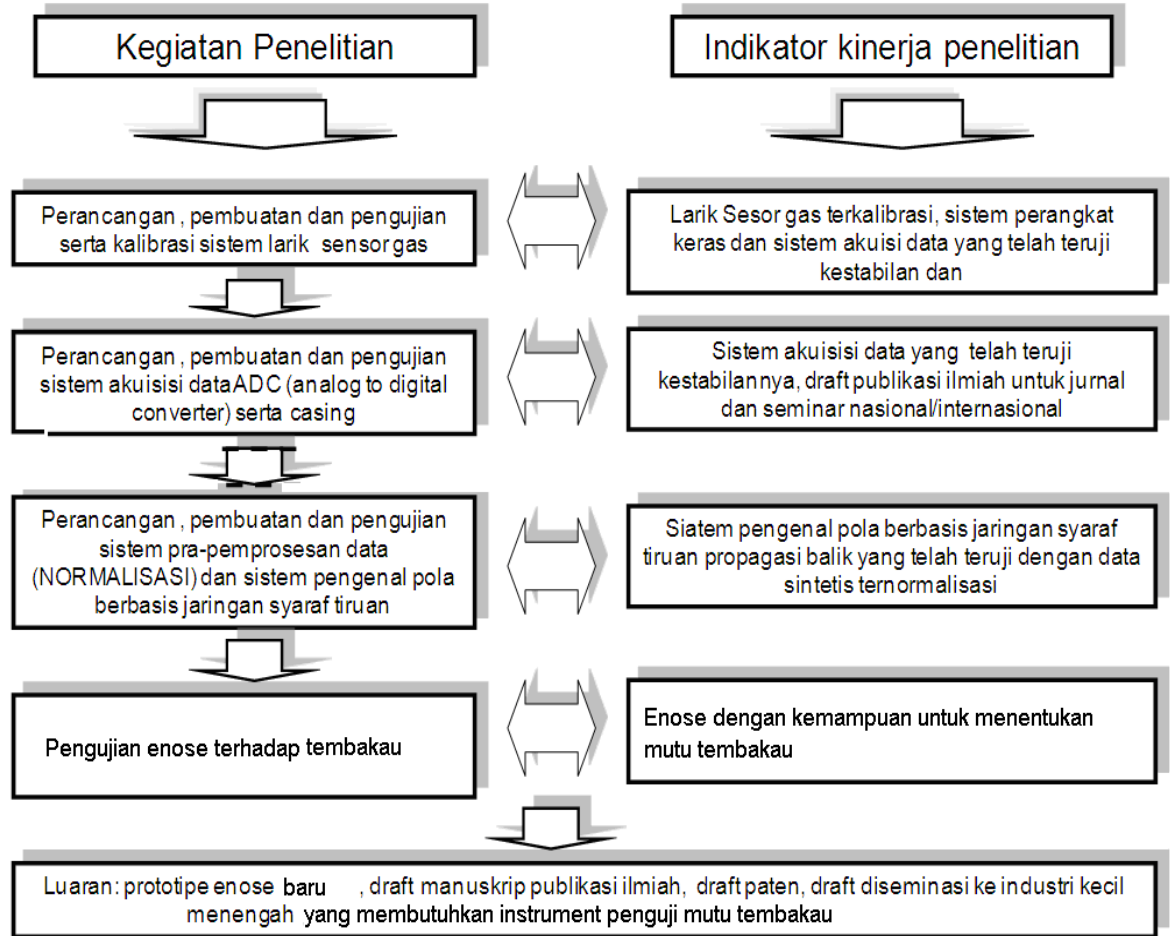 Kegiatan Penelitian
Indikator kinerja penelitian
Perancangan , pembuatan dan pengujian
serta kalibrasi sistem larik sensor gas
Larik Sesor gas terkalibrasi, sistem perangkat
keras dan sistem akuisi data yang telah teruji
kestabilan dan
Perancangan, pembuatan dan pengujian
sistem akuisisi data ADC (analog to digital
converter) serta casing
Sistem akuisisi data yang telah teruji
kestabilannya, draft publikasi ilmiah untuk jurnal
dan seminar nasional/internasional
Perancangan , pembuatan dan pengujian
sistem pra-pemprosesan data
(NORMALISASI) dan sistem pengenal pola
berbasis jaringan syaraf tiruan
Siatem pengenal pola berbasis jaringan syaraf
tiruan propagasi balik yang telah teruji dengan data
sintetis ternormalisasi
Pengujian enose terhadap tembakau
Enose dengan kemampuan untuk menentukan
mutu tembakau
Luaran: prototipe enose baru , draft manuskrip publikasi ilmiah, draft paten, draft diseminasi ke industri kecil
menengah yang membutuhkan instrument penguji mutu tembakau